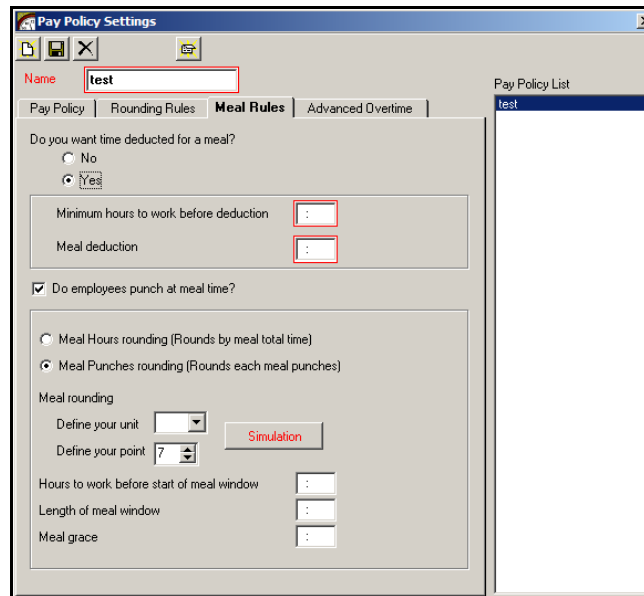 Pay Policy Settings
Name test
Pay Policy List
test
Pay Policy Rounding Rules Meal Rules Advanced Overtime
Do you want time deducted for a meal?
No
Yes
Minimum hours to work before deduction :
Meal deduction :
Do employees punch at meal time?
Meal Hours rounding (Rounds by meal total time)
Meal Punches rounding (Rounds each meal punches)
Meal rounding
Define your unit
Simulation
Define your point 7
Hours to work before start of meal window :
Length of meal window :
Meal grace :